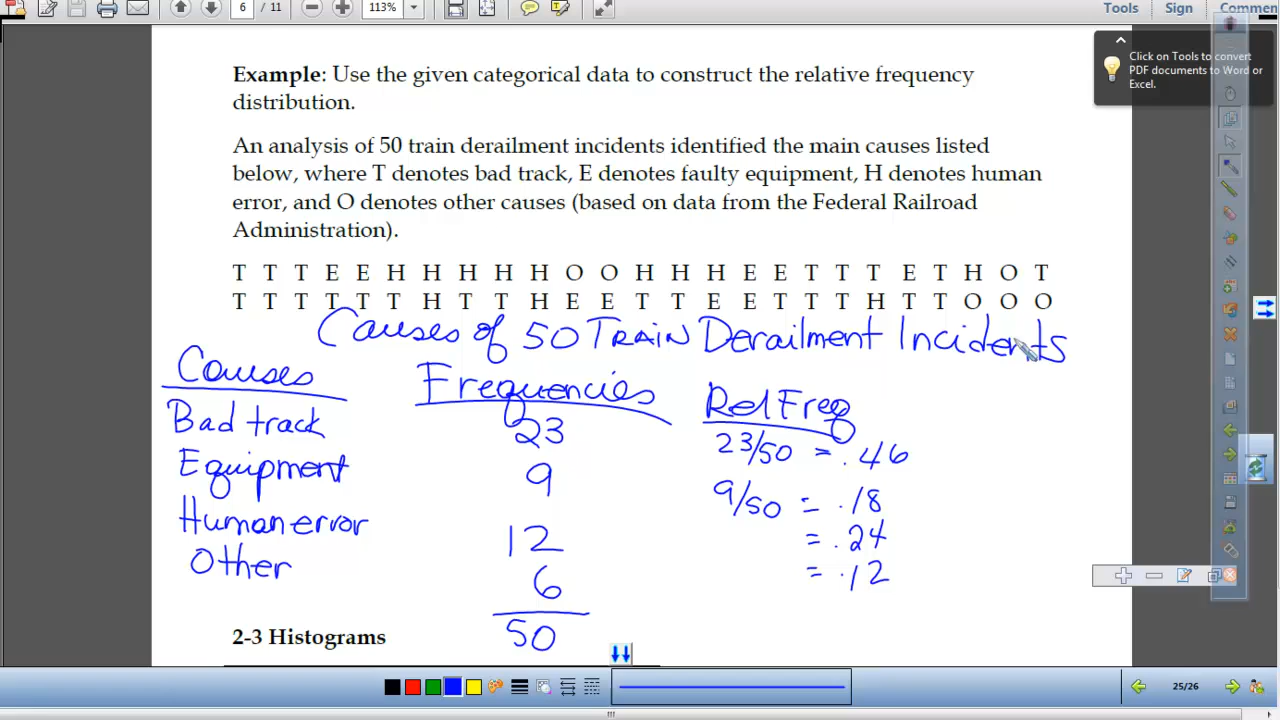 6 / 11 113% Tools Sign Commen
Click on Tools to convert
PDF documents to Word or
Excel.
Example: Use the given categorical data to construct the relative frequency
distribution.
An analysis of 50 train derailment incidents identified the main causes listed
below, where T denotes bad track, E denotes faulty equipment, H denotes human
error, and O denotes other causes (based on data from the Federal Railroad
Administration).
T T T E E H H H H H O O H H H E E T T T E T H O T
T T T T T T H T T H E E T T E E T T T H T T O O O
Causes of 50 TRAIN Derailment Incidents
Causes Frequencies Rel Freq
Bad track 23 23/50 = .46
Equipment 9 9/50 = .18
Human error 12 = .24
Other 6 = .12
50
2-3 Histograms
25/26